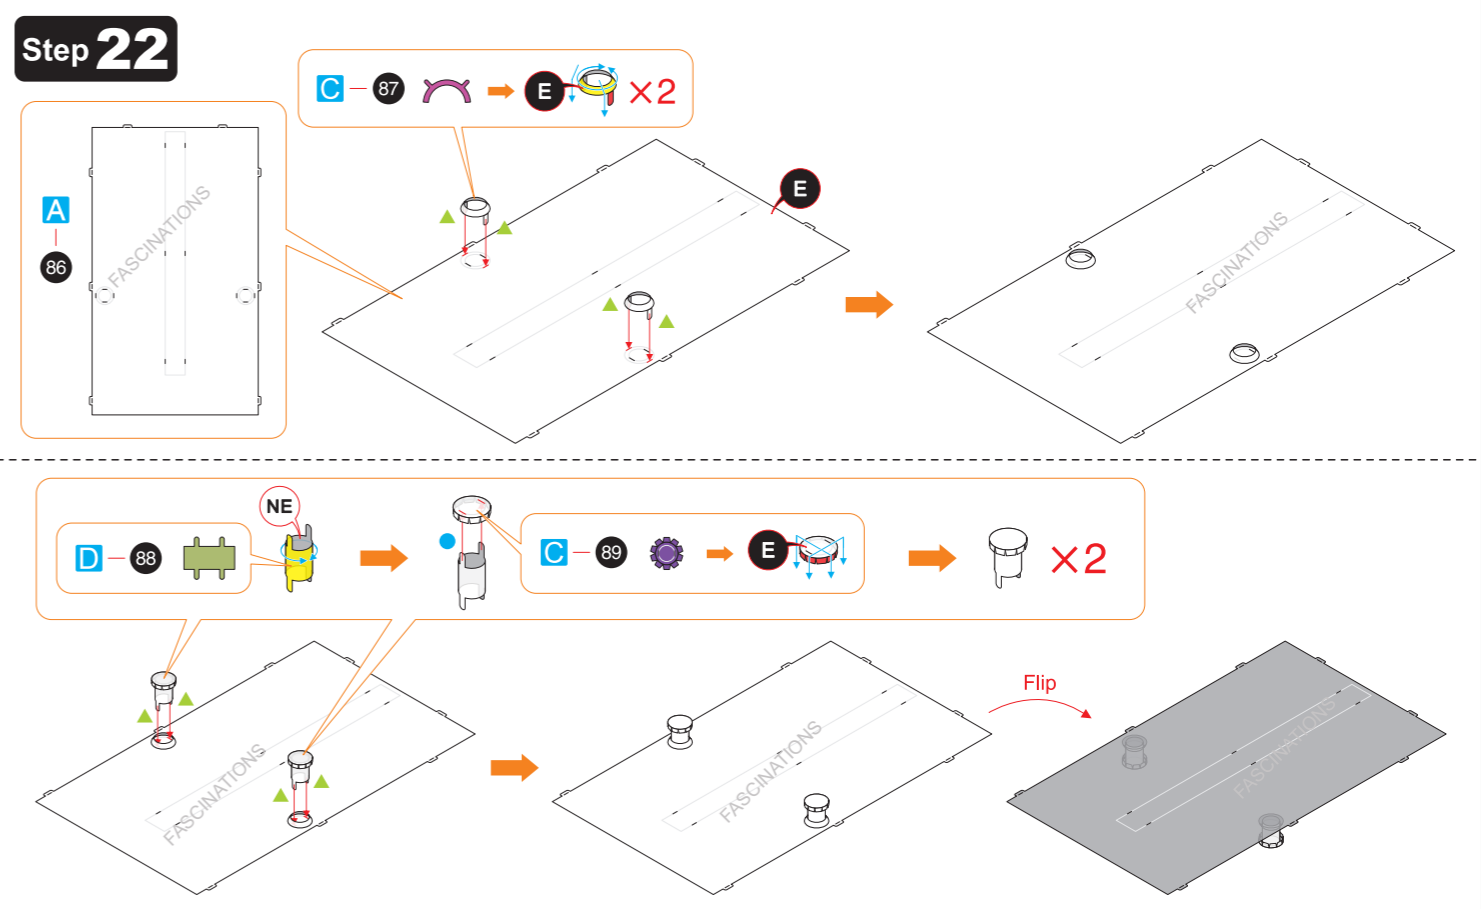 Step 22
C 87 E ×2
A
86
FASCINATIONS
E
FASCINATIONS
NE
D 88
C 89 E
×2
FASCINATIONS
FASCINATIONS
Flip
FASCINATIONS